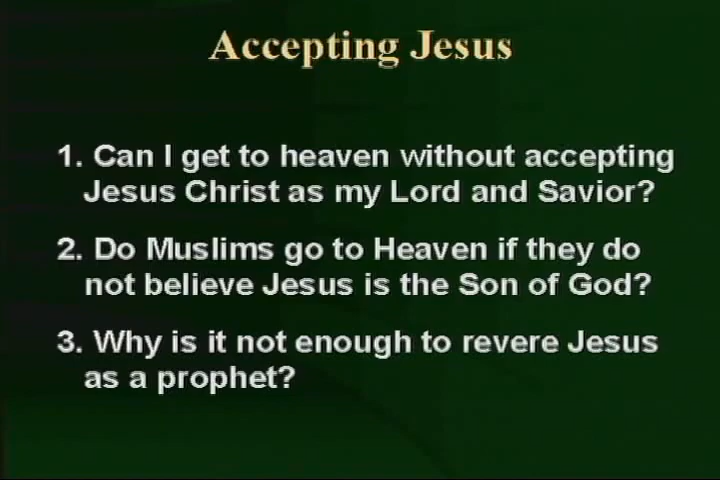 Accepting Jesus
1. Can I get to heaven without accepting
Jesus Christ as my Lord and Savior?
2. Do Muslims go to Heaven if they do
not believe Jesus is the Son of God?
3. Why is it not enough to revere Jesus
as a prophet?